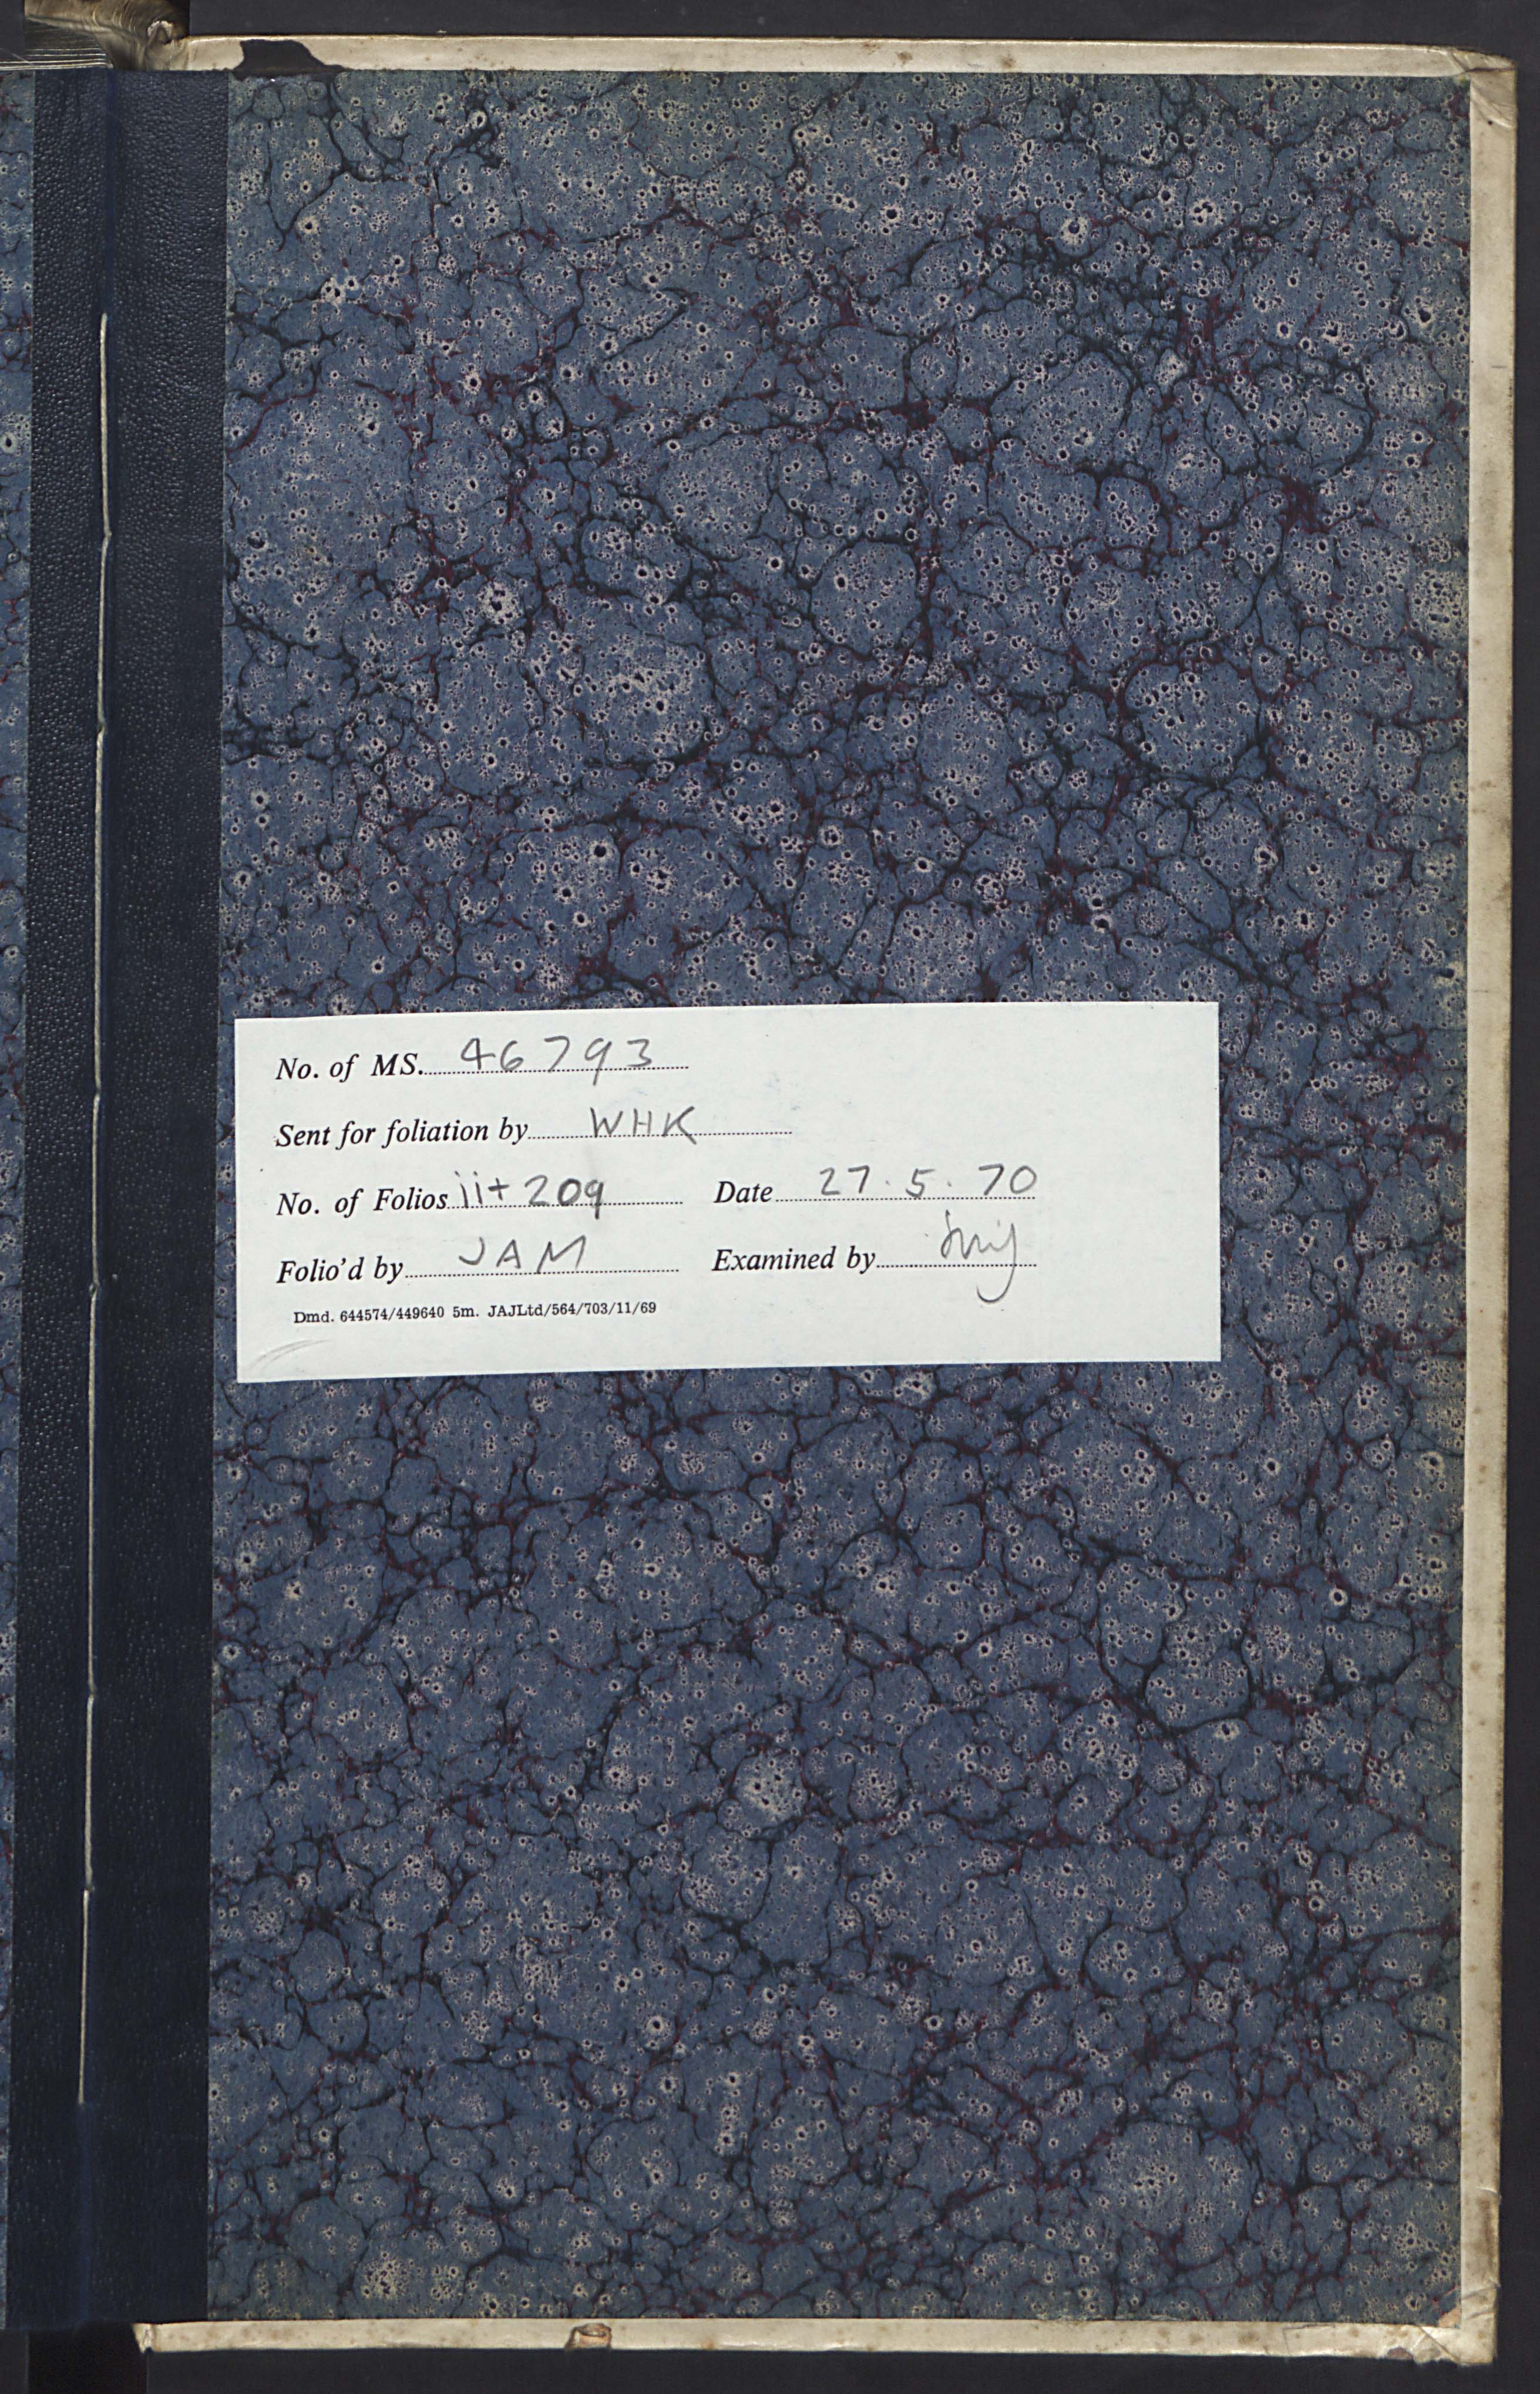 No. of MS. 46793
Sent for foliation by WHK
No. of Folios ii+ 209 Date 27.5.70
Folio'd by JAM Examined by
Dmd. 644574/449640 5m. JAJLtd/564/703/11/69